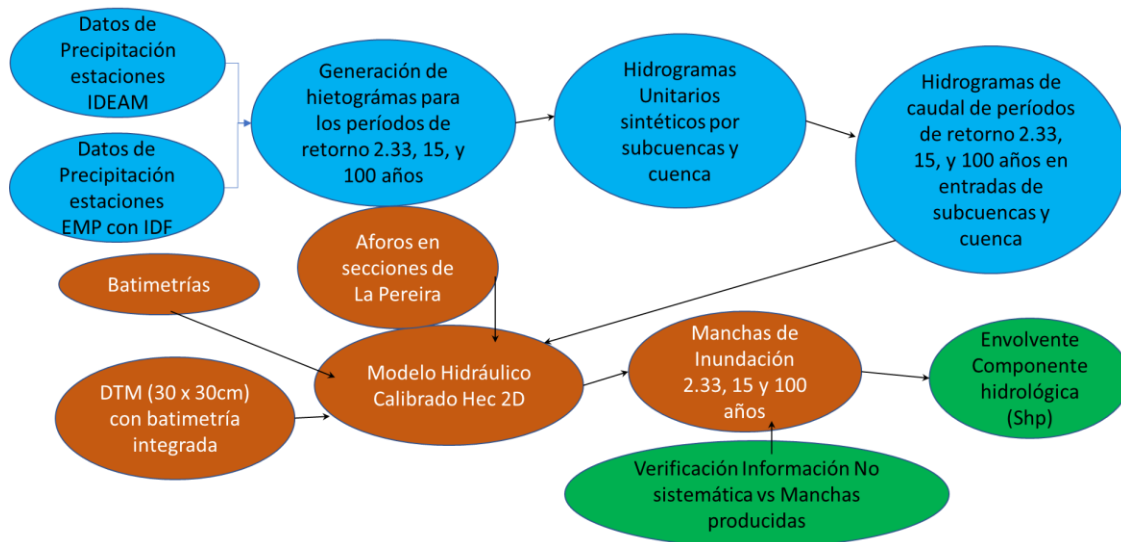 Datos de
Precipitación
estaciones
IDEAM
Datos de
Precipitación
estaciones
EMP con IDF
Generación de
hietográmas para
los períodos de
retorno 2.33, 15, y
100 años
Hidrogramas
Unitarios
sintéticos por
subcuencas y
cuenca
Hidrogramas de
caudal de períodos
de retorno 2.33,
15, y 100 años en
entradas de
subcuencas y
cuenca
Aforos en
secciones de
La Pereira
Batimetrías
DTM (30 x 30cm)
con batimetría
integrada
Modelo Hidráulico
Calibrado Hec 2D
Manchas de
Inundación
2.33, 15 y 100
años
Envolvente
Componente
hidrológica
(Shp)
Verificación Información No
sistemática vs Manchas
producidas